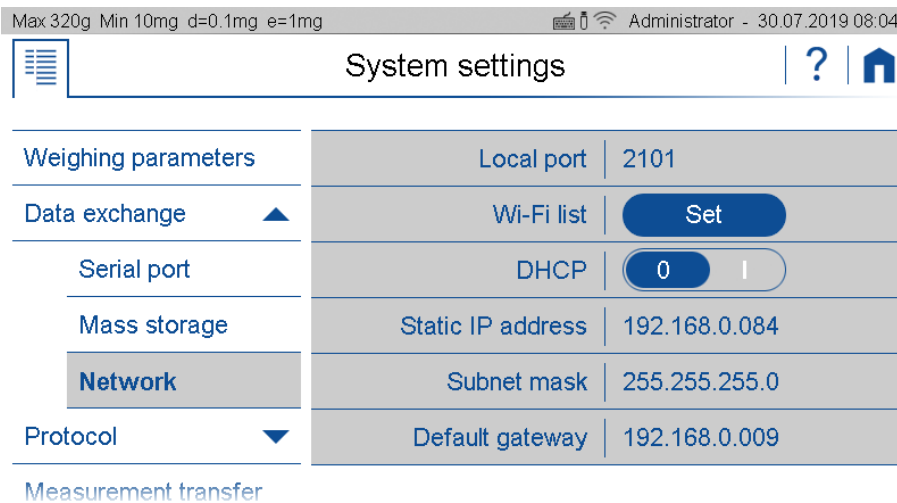 Max 320g Min 10mg d=0.1mg e=1mg Administrator - 30.07.2019 08:04
System settings ?
Weighing parameters
Data exchange
Serial port
Mass storage
Network
Protocol
Measurement transfer
Local port 2101
Wi-Fi list Set
DHCP 0 I
Static IP address 192.168.0.084
Subnet mask 255.255.255.0
Default gateway 192.168.0.009